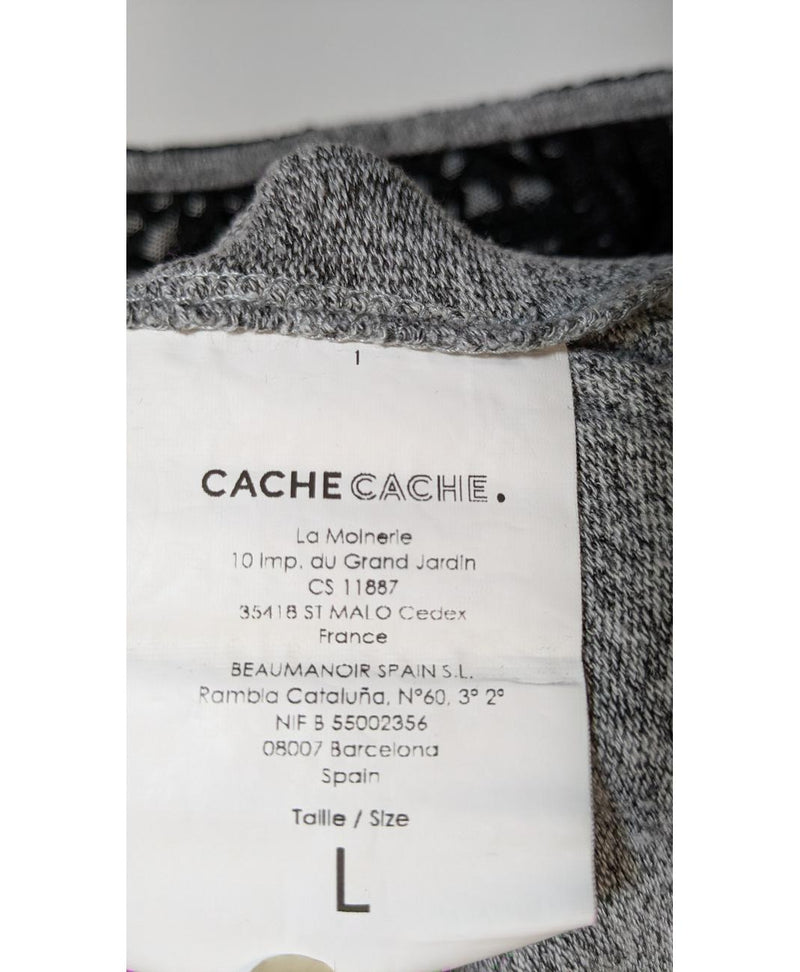 1
CACHE CACHE.
La Moinerie
10 Imp. du Grand Jardin
CS 11887
35418 ST MALO Cedex
France
BEAUMANOIR SPAIN S.L.
Rambla Cataluña, N°60, 3° 2°
NIF B 55002356
08007 Barcelona
Spain
Taille / Size
L